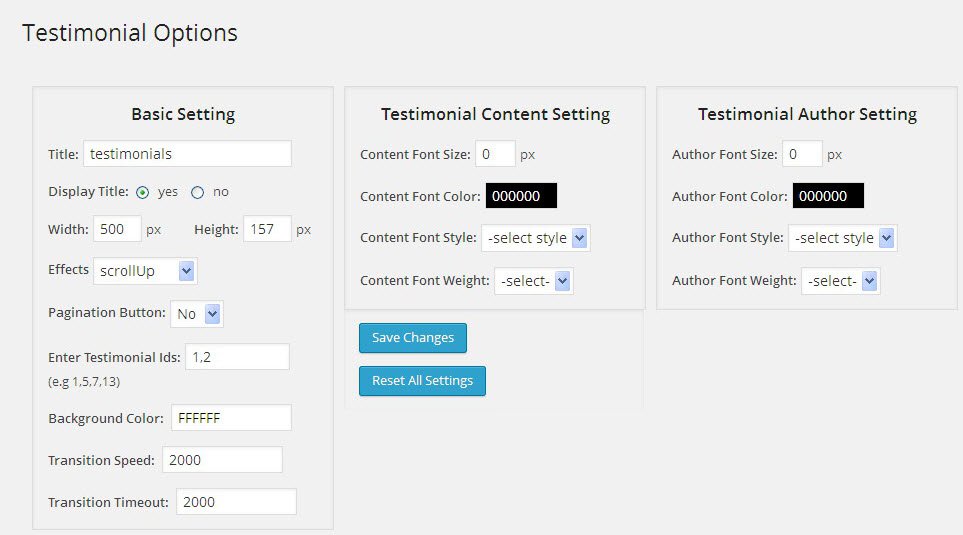 Testimonial Options
Basic Setting
Title: testimonials
Display Title: yes no
Width: 500 px Height: 157 px
Effects scrollUp
Pagination Button: No
Enter Testimonial Ids: 1,2
(e.g 1,5,7,13)
Background Color: FFFFFF
Transition Speed: 2000
Transition Timeout: 2000
Testimonial Content Setting
Content Font Size: 0 px
Content Font Color: 000000
Content Font Style: -select style
Content Font Weight: -select-
Save Changes
Reset All Settings
Testimonial Author Setting
Author Font Size: 0 px
Author Font Color: 000000
Author Font Style: -select style
Author Font Weight: -select-